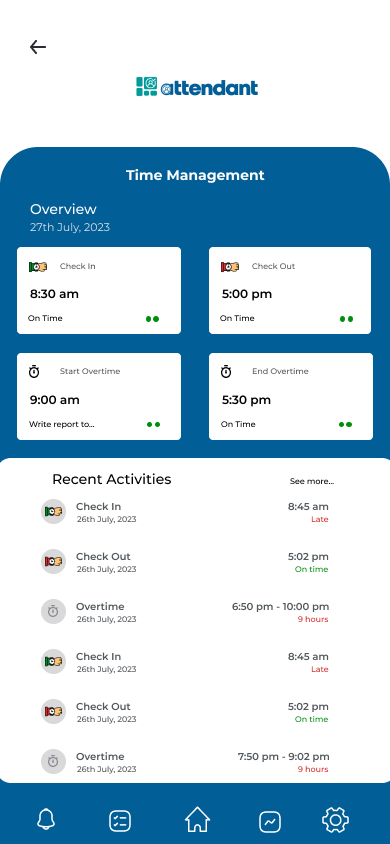 attendant
Time Management
Overview
27th July, 2023
Check In
8:30 am
On Time
Check Out
5:00 pm
On Time
Start Overtime
9:00 am
Write report to...
End Overtime
5:30 pm
On Time
Recent Activities
See more...
Check In
8:45 am
26th July, 2023
Late
Check Out
5:02 pm
26th July, 2023
On time
Overtime
6:50 pm - 10:00 pm
26th July, 2023
9 hours
Check In
8:45 am
26th July, 2023
Late
Check Out
5:02 pm
26th July, 2023
On time
Overtime
7:50 pm - 9:02 pm
26th July, 2023
9 hours